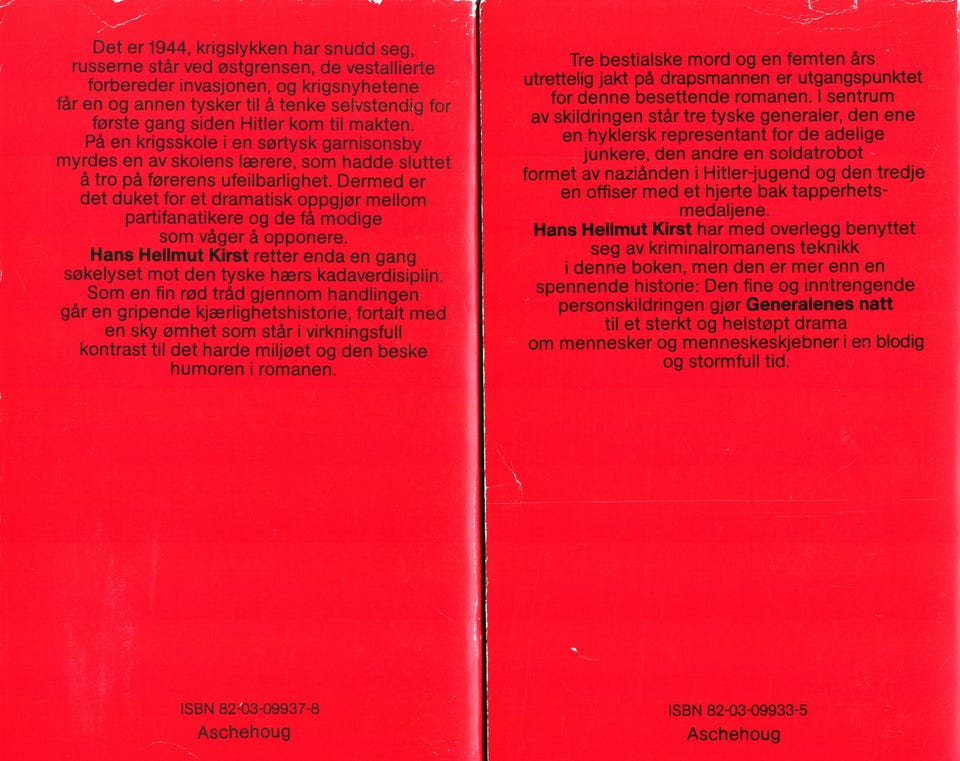 Det er 1944, krigslykken har snudd seg,
russerne står ved østgrensen, de vestallierte
forbereder invasjonen, og krigsnyhetene
får en og annen tysker til å tenke selvstendig for
første gang siden Hitler kom til makten.
På en krigsskole i en sørtysk garnisonsby
myrdes en av skolens lærere, som hadde sluttet
å tro på førerens ufeilbarlighet. Dermed er
det duket for et dramatisk oppgjør mellom
partifanatikere og de få modige
som våger å opponere.
Hans Hellmut Kirst retter enda en gang
søkelyset mot den tyske hærs kadaverdisiplin.
Som en fin rød tråd gjennom handlingen
går en gripende kjærlighetshistorie, fortalt med
en sky ømhet som står i virkningsfull
kontrast til det harde miljøet og den beske
humoren i romanen.
ISBN 82-03-09937-8
Aschehoug
Tre bestialske mord og en femten års
utrettelig jakt på drapsmannen er utgangspunktet
for denne besettende romanen. I sentrum
av skildringen står tre tyske generaler, den ene
en hyklersk representant for de adelige
junkere, den andre en soldatrobot
formet av naziånden i Hitler-jugend og den tredje
en offiser med et hjerte bak tapperhets-
medaljene.
Hans Hellmut Kirst har med overlegg benyttet
seg av kriminalromanens teknikk
i denne boken, men den er mer enn en
spennende historie: Den fine og inntrengende
personskildringen gjør Generalenes natt
til et sterkt og helstøpt drama
om mennesker og menneskeskjebner i en blodig
og stormfull tid.
ISBN 82-03-09933-5
Aschehoug